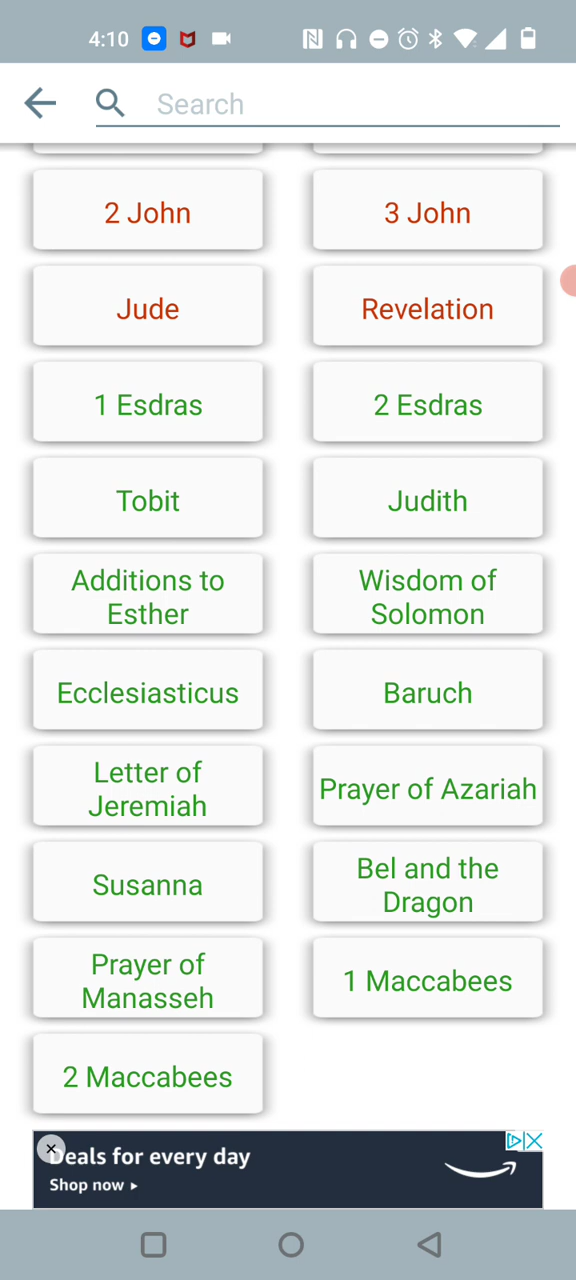 4:10
Search
2 John
3 John
Jude
Revelation
1 Esdras
2 Esdras
Tobit
Judith
Additions to
Esther
Wisdom of
Solomon
Ecclesiasticus
Baruch
Letter of
Jeremiah
Prayer of Azariah
Susanna
Bel and the
Dragon
Prayer of
Manasseh
1 Maccabees
2 Maccabees
Deals for every day
Shop now ▸